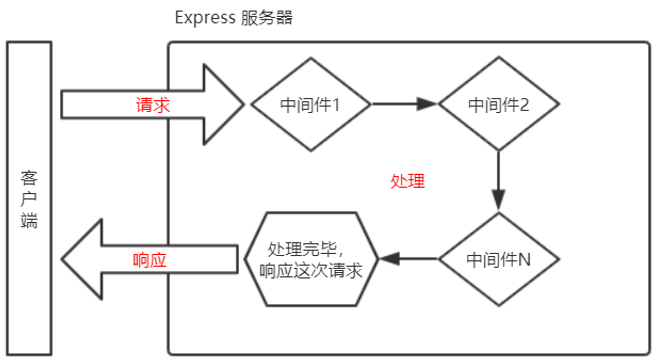 Express 服务器
客
户
端
请求
中间件1
中间件2
处理
中间件N
处理完毕，
响应这次请求
响应